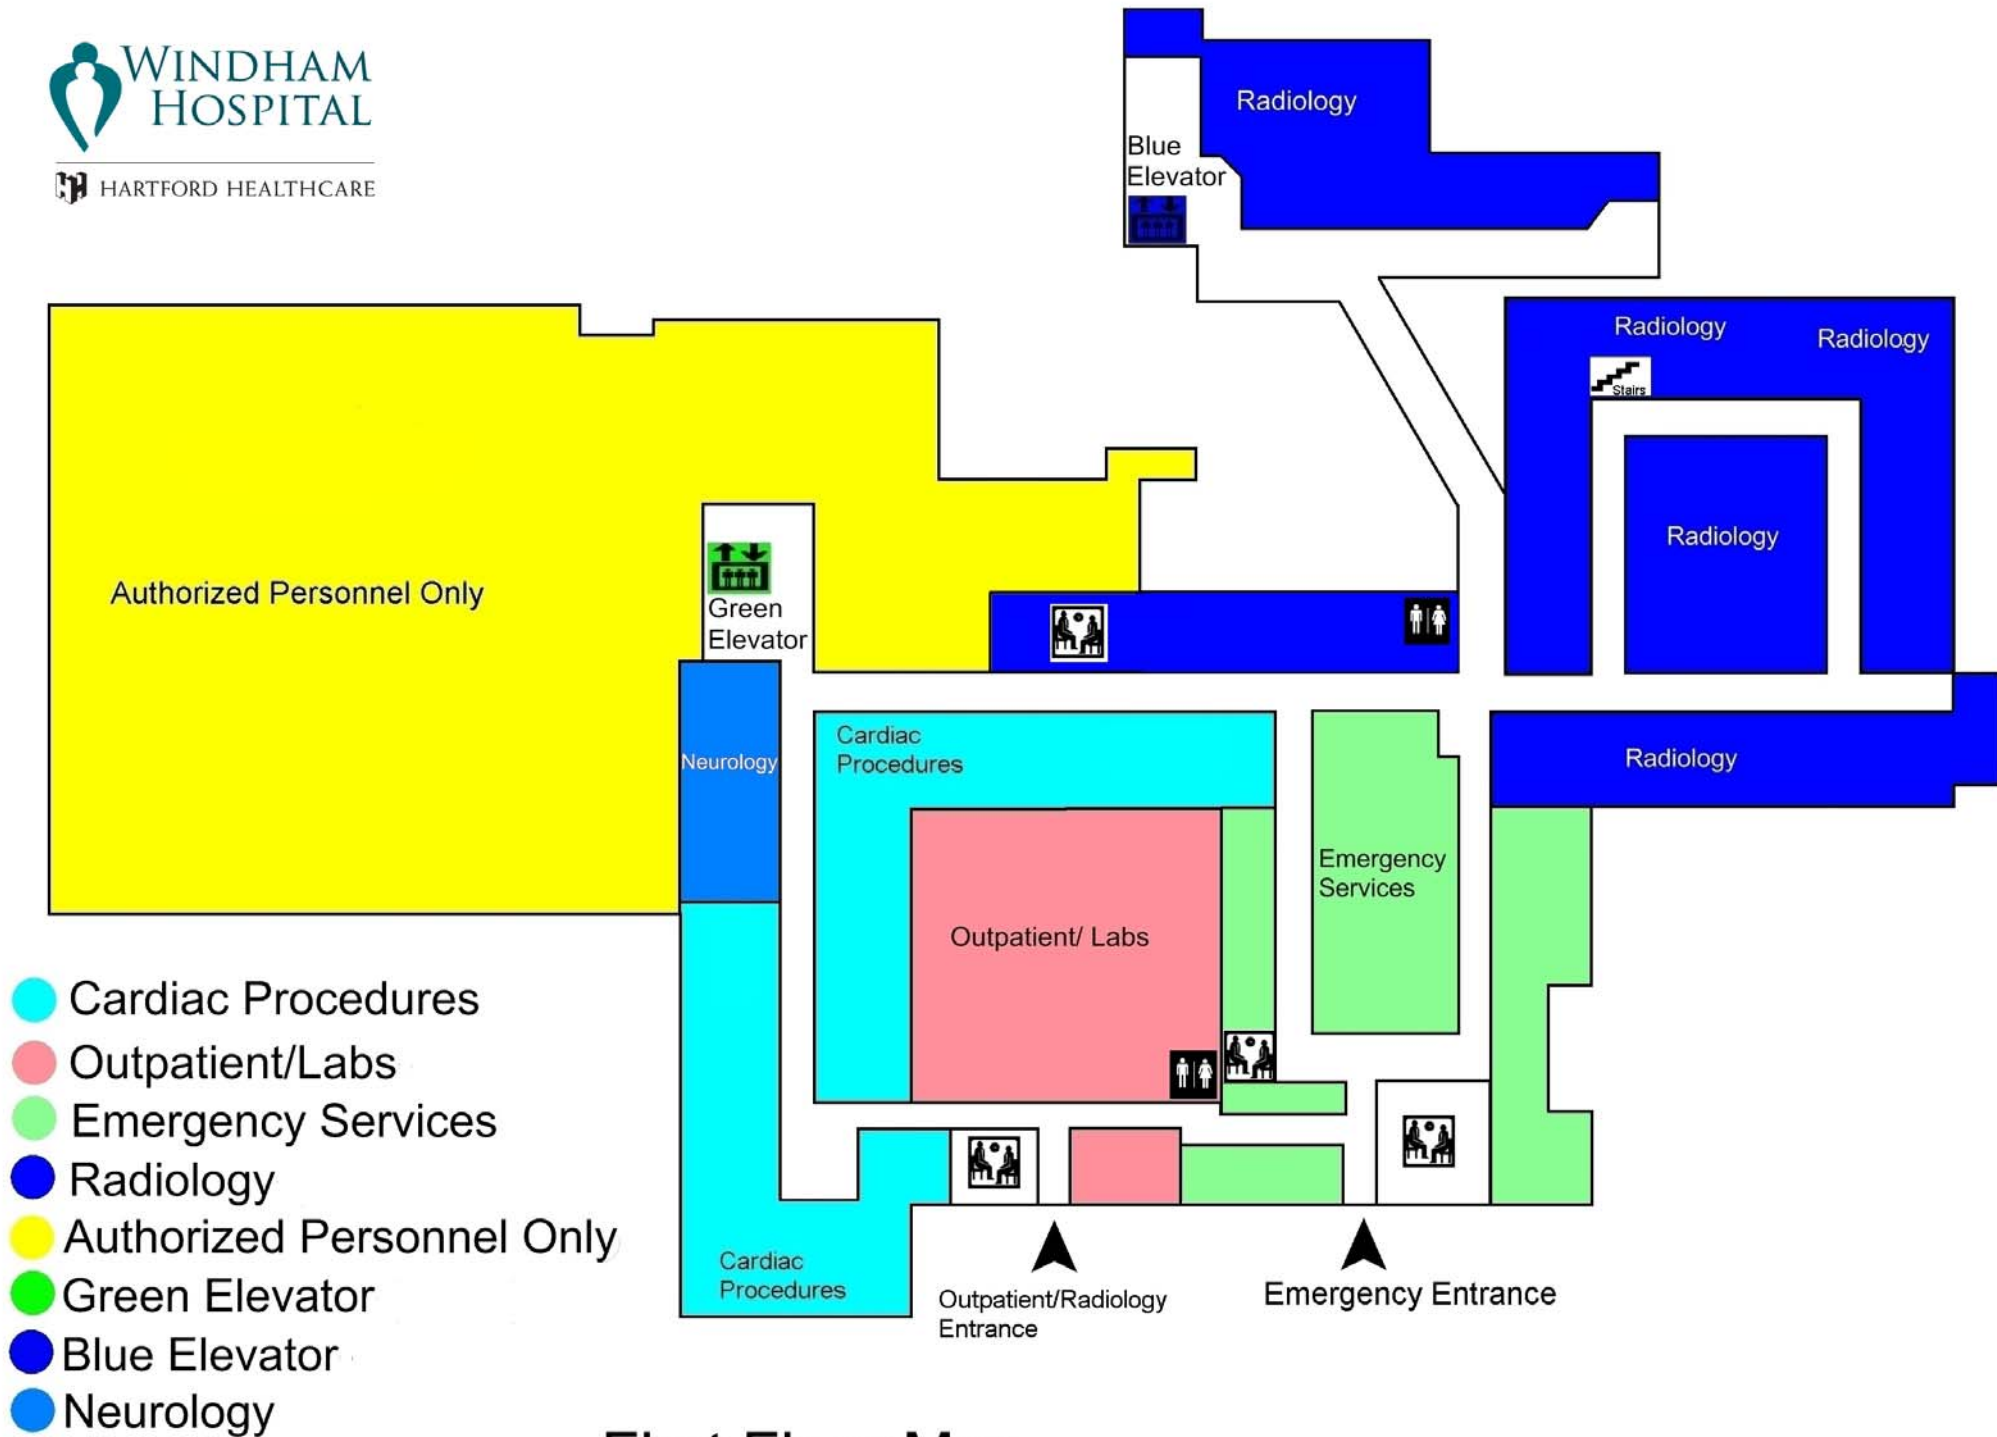 WINDHAM
HOSPITAL
HARTFORD HEALTHCARE
Radiology
Blue
Elevator
Radiology
Radiology
Stairs
Radiology
Authorized Personnel Only
Green
Elevator
Neurology
Cardiac
Procedures
Radiology
Emergency
Services
Outpatient/ Labs
Cardiac
Procedures
Outpatient/Radiology
Entrance
Emergency Entrance
Cardiac Procedures
Outpatient/Labs
Emergency Services
Radiology
Authorized Personnel Only
Green Elevator
Blue Elevator
Neurology
First Floor